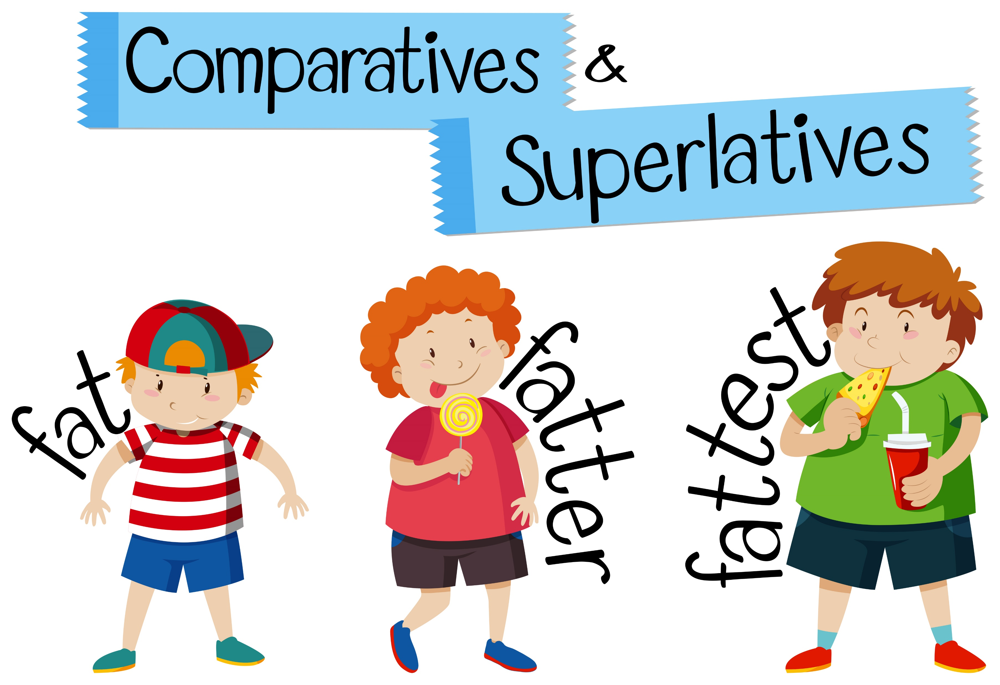 Comparatives &
Superlatives
fat
fatter
fattest